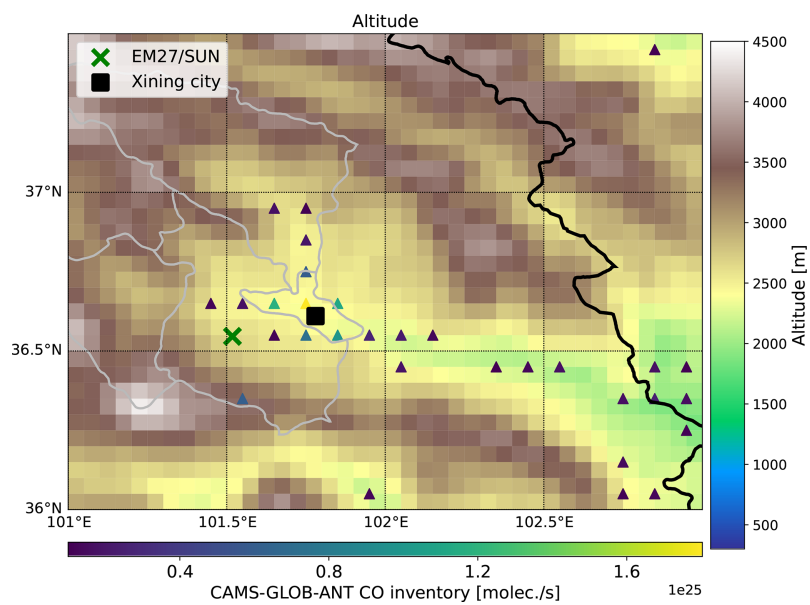 Altitude
EM27/SUN
Xining city
37°N
36.5°N
36°N
101°E
101.5°E
102°E
102.5°E
4500
4000
3500
3000
2500
2000
1500
1000
500
Altitude [m]
0.4
0.8
1.2
1.6
1e25
CAMS-GLOB-ANT CO inventory [molec./s]